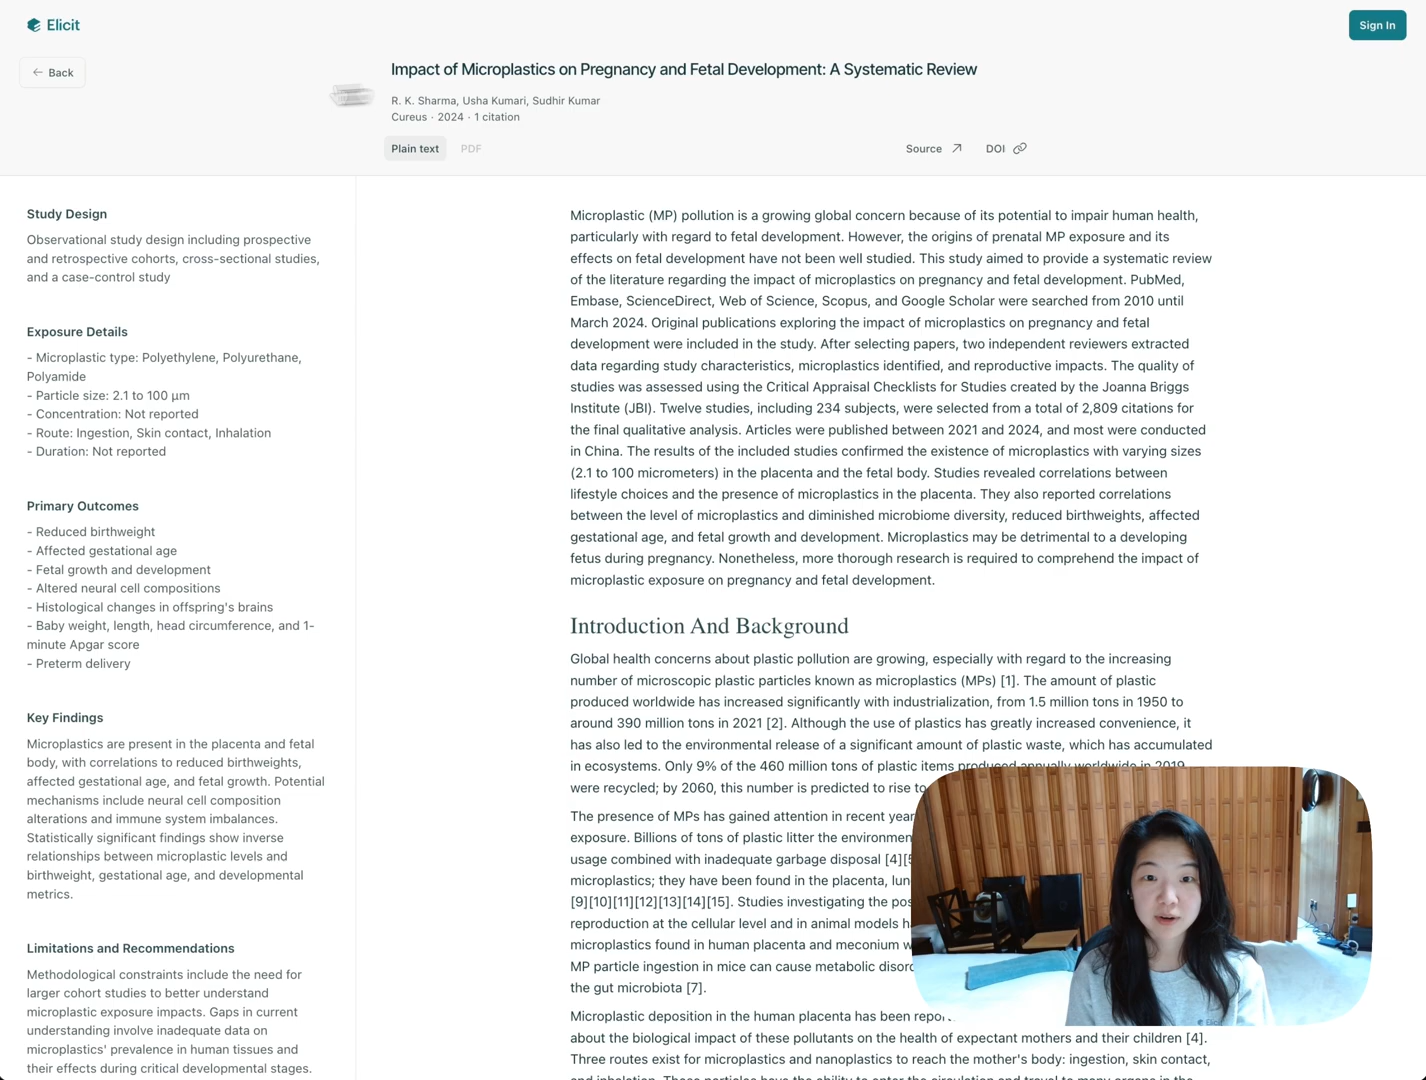 Elicit
Sign In
Back
Impact of Microplastics on Pregnancy and Fetal Development: A Systematic Review
R. K. Sharma, Usha Kumari, Sudhir Kumar
Cureus · 2024 · 1 citation
Plain text
PDF
Source
DOI
Study Design
Observational study design including prospective
and retrospective cohorts, cross-sectional studies,
and a case-control study
Exposure Details
- Microplastic type: Polyethylene, Polyurethane,
Polyamide
- Particle size: 2.1 to 100 μm
- Concentration: Not reported
- Route: Ingestion, Skin contact, Inhalation
- Duration: Not reported
Primary Outcomes
- Reduced birthweight
- Affected gestational age
- Fetal growth and development
- Altered neural cell compositions
- Histological changes in offspring's brains
- Baby weight, length, head circumference, and 1-
minute Apgar score
- Preterm delivery
Key Findings
Microplastics are present in the placenta and fetal
body, with correlations to reduced birthweights,
affected gestational age, and fetal growth. Potential
mechanisms include neural cell composition
alterations and immune system imbalances.
Statistically significant findings show inverse
relationships between microplastic levels and
birthweight, gestational age, and developmental
metrics.
Limitations and Recommendations
Methodological constraints include the need for
larger cohort studies to better understand
microplastic exposure impacts. Gaps in current
understanding involve inadequate data on
microplastics' prevalence in human tissues and
their effects during critical developmental stages.
Microplastic (MP) pollution is a growing global concern because of its potential to impair human health,
particularly with regard to fetal development. However, the origins of prenatal MP exposure and its
effects on fetal development have not been well studied. This study aimed to provide a systematic review
of the literature regarding the impact of microplastics on pregnancy and fetal development. PubMed,
Embase, ScienceDirect, Web of Science, Scopus, and Google Scholar were searched from 2010 until
March 2024. Original publications exploring the impact of microplastics on pregnancy and fetal
development were included in the study. After selecting papers, two independent reviewers extracted
data regarding study characteristics, microplastics identified, and reproductive impacts. The quality of
studies was assessed using the Critical Appraisal Checklists for Studies created by the Joanna Briggs
Institute (JBI). Twelve studies, including 234 subjects, were selected from a total of 2,809 citations for
the final qualitative analysis. Articles were published between 2021 and 2024, and most were conducted
in China. The results of the included studies confirmed the existence of microplastics with varying sizes
(2.1 to 100 micrometers) in the placenta and the fetal body. Studies revealed correlations between
lifestyle choices and the presence of microplastics in the placenta. They also reported correlations
between the level of microplastics and diminished microbiome diversity, reduced birthweights, affected
gestational age, and fetal growth and development. Microplastics may be detrimental to a developing
fetus during pregnancy. Nonetheless, more thorough research is required to comprehend the impact of
microplastic exposure on pregnancy and fetal development.
Introduction And Background
Global health concerns about plastic pollution are growing, especially with regard to the increasing
number of microscopic plastic particles known as microplastics (MPs) [1]. The amount of plastic
produced worldwide has increased significantly with industrialization, from 1.5 million tons in 1950 to
around 390 million tons in 2021 [2]. Although the use of plastics has greatly increased convenience, it
has also led to the environmental release of a significant amount of plastic waste, which has accumulated
in ecosystems. Only 9% of the 460 million tons of plastic items produced annually worldwide in 2019
were recycled; by 2060, this number is predicted to rise to
The presence of MPs has gained attention in recent year
exposure. Billions of tons of plastic litter the environmen
usage combined with inadequate garbage disposal [4]
microplastics; they have been found in the placenta, lun
[9][10][11][12][13][14][15]. Studies investigating the pos
reproduction at the cellular level and in animal models h
microplastics found in human placenta and meconium w
MP particle ingestion in mice can cause metabolic disord
the gut microbiota [7].
Microplastic deposition in the human placenta has been repor
about the biological impact of these pollutants on the health of expectant mothers and their children [4].
Three routes exist for microplastics and nanoplastics to reach the mother's body: ingestion, skin contact,
Elicit